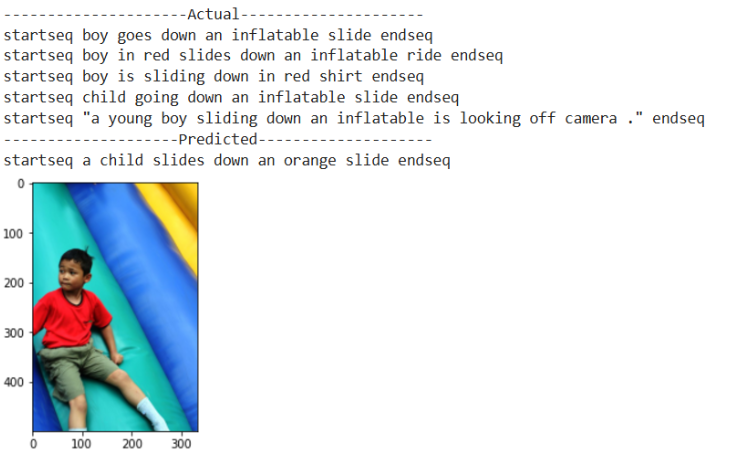 ---------------------Actual---------------------
startseq boy goes down an inflatable slide endseq
startseq boy in red slides down an inflatable ride endseq
startseq boy is sliding down in red shirt endseq
startseq child going down an inflatable slide endseq
startseq "a young boy sliding down an inflatable is looking off camera ." endseq
--------------------Predicted--------------------
startseq a child slides down an orange slide endseq
0
100
200
300
400
0 100 200 300